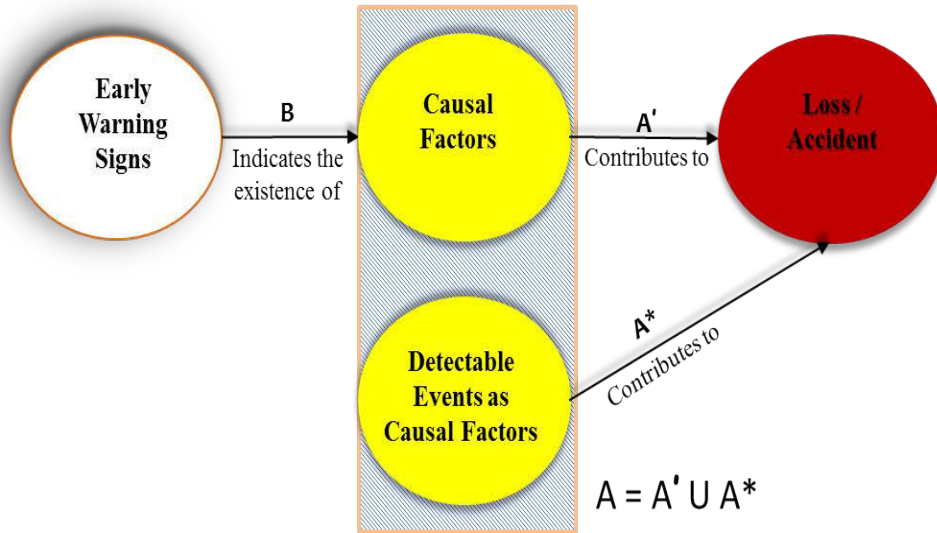 Early
Warning
Signs
B
Indicates the
existence of
Causal
Factors
A'
Contributes to
Loss /
Accident
A*
Contributes to
Detectable
Events as
Causal Factors
A = A' U A*